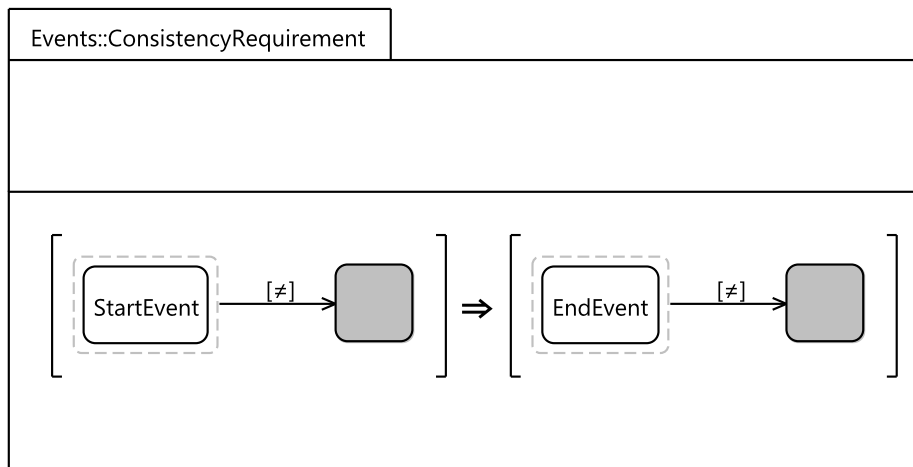 Events::ConsistencyRequirement
[≠] [≠]
StartEvent ⇒ EndEvent